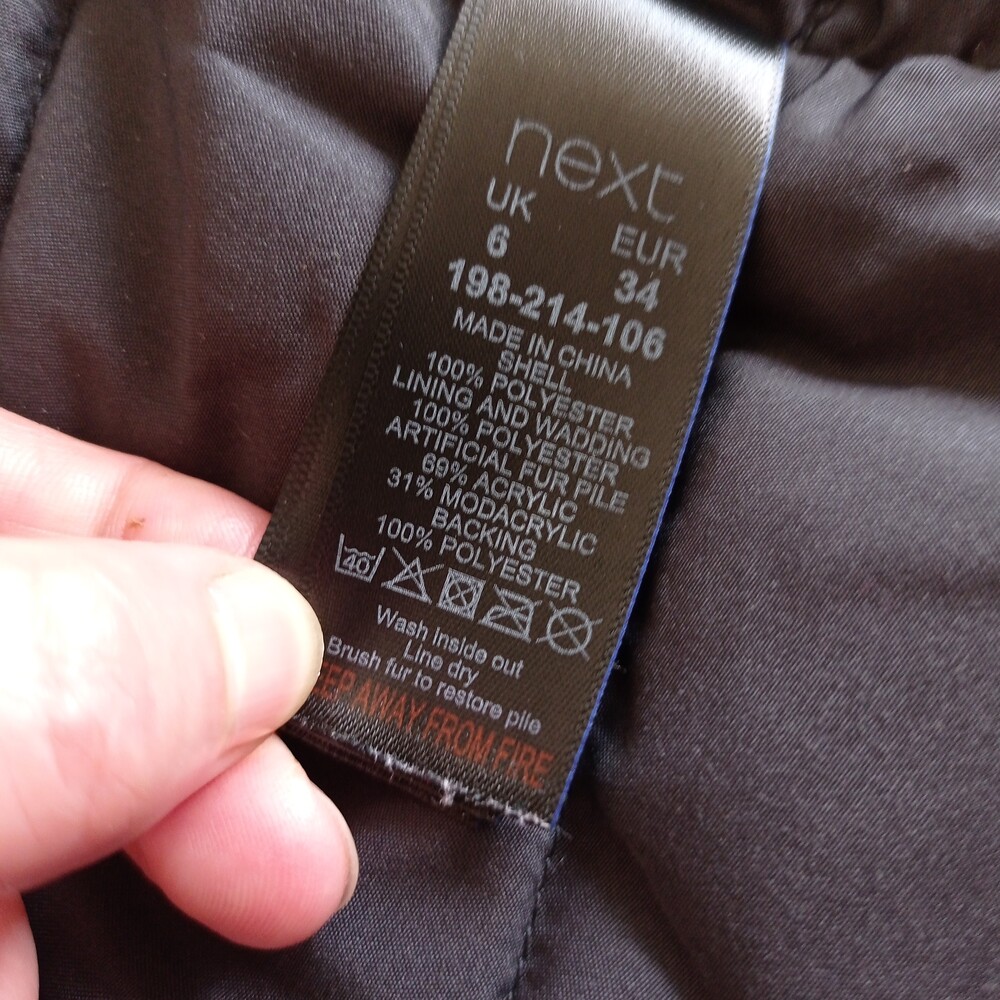 next
UK EUR
6 34
198-214-106
MADE IN CHINA
SHELL
100% POLYESTER
LINING AND WADDING
100% POLYESTER
ARTIFICIAL FUR PILE
69% ACRYLIC
31% MODACRYLIC
BACKING
100% POLYESTER
40
Wash inside out
Line dry
Brush fur to restore pile
AWAY FROM FIRE